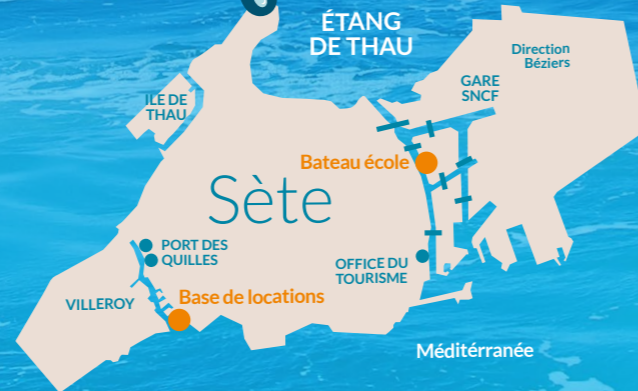 ÉTANG
DE THAU
Direction
Béziers
GARE
SNCF
ILE DE
THAU
Bateau école
Sète
PORT DES
QUILLES
OFFICE DU
TOURISME
VILLEROY
Base de locations
Méditérranée